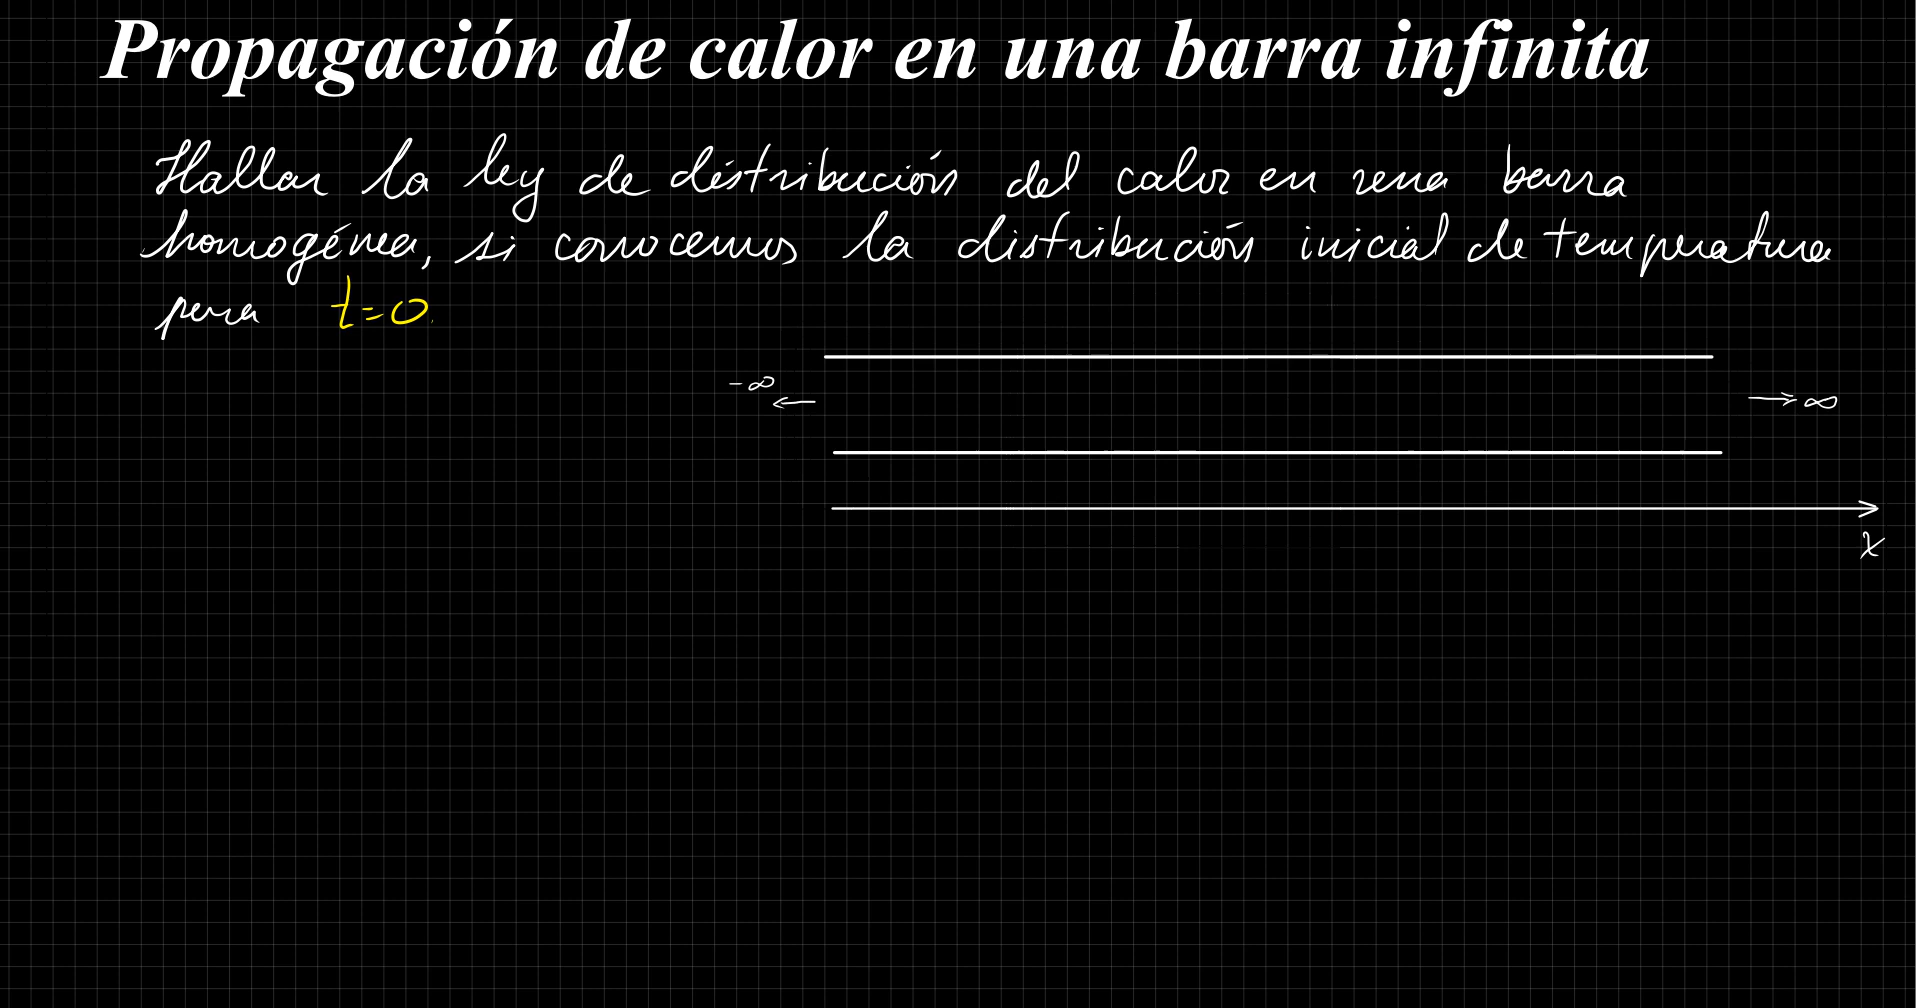 Propagación de calor en una barra infinita
Hallar la ley de distribución del calor en una barra
homogénea, si conocemos la distribución inicial de temperatura
para t=0.
-∞ ← → ∞
x